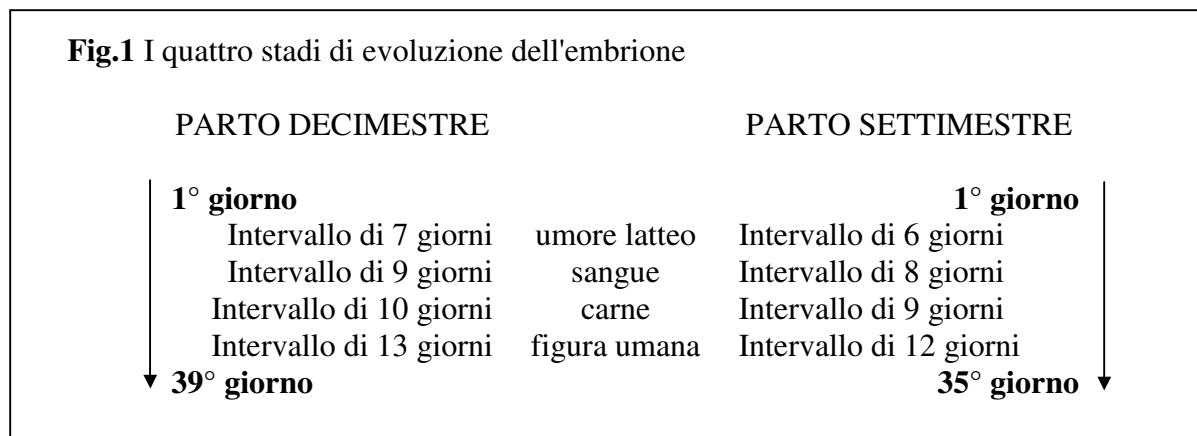 Fig.1 I quattro stadi di evoluzione dell'embrione
PARTO DECIMESTRE PARTO SETTIMESTRE
1° giorno 1° giorno
Intervallo di 7 giorni umore latteo Intervallo di 6 giorni
Intervallo di 9 giorni sangue Intervallo di 8 giorni
Intervallo di 10 giorni carne Intervallo di 9 giorni
Intervallo di 13 giorni figura umana Intervallo di 12 giorni
39° giorno 35° giorno